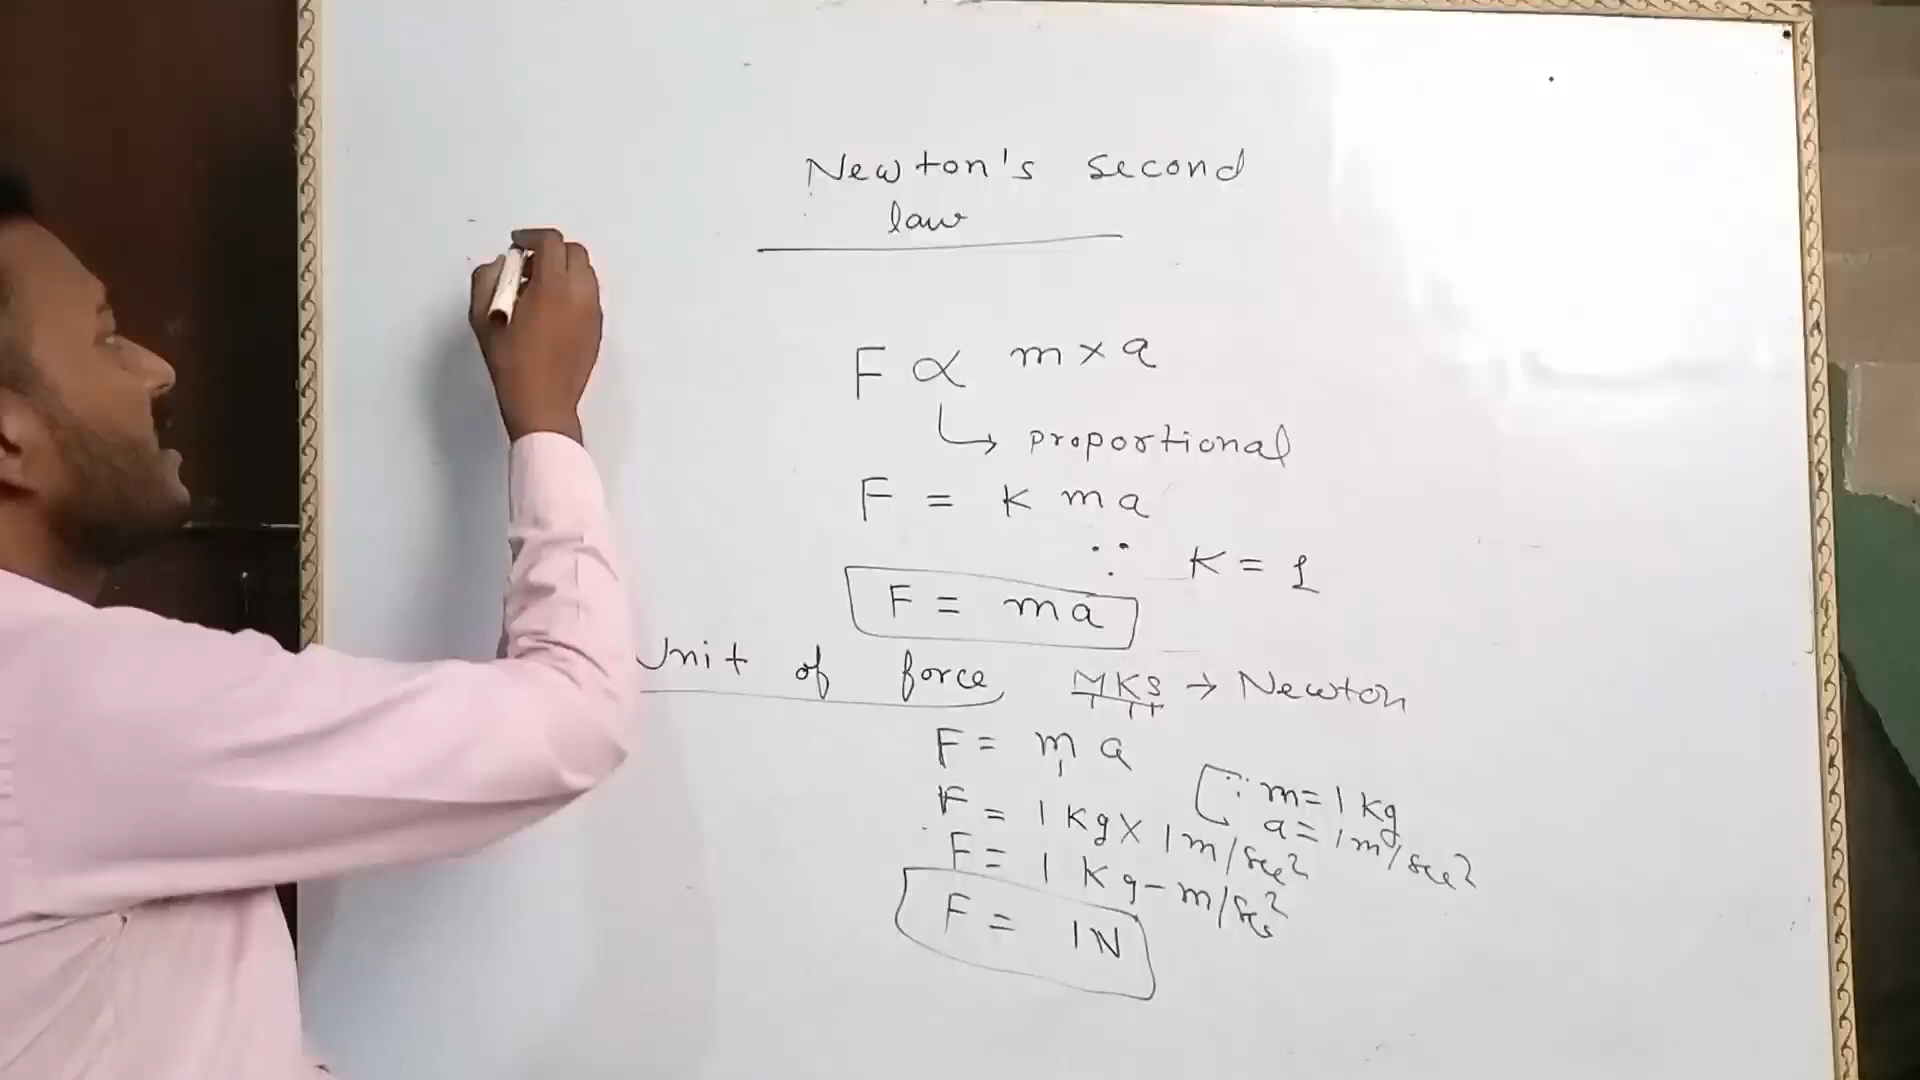 Newton's second
law
F ∝ m × a
↳ proportional
F = K m a
∵ K = 1
F = m a
Unit of force MKS → Newton
F = m a
∵ m = 1 kg
a = 1 m/sec²
F = 1 Kg × 1 m/sec²
F = 1 Kg-m/sec²
F = 1N